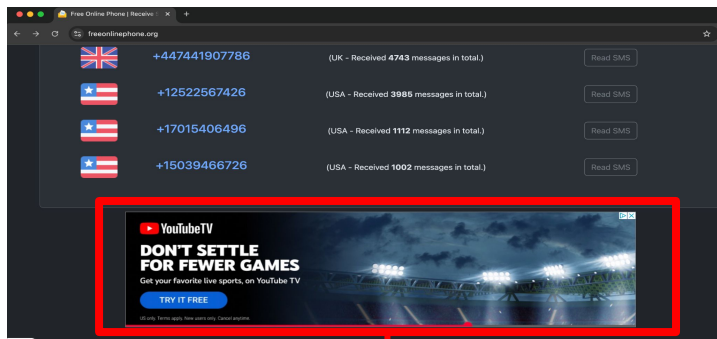 Free Online Phone | Receive S
freeonlinephone.org
+447441907786 (UK - Received 4743 messages in total.) Read SMS
+12522567426 (USA - Received 3985 messages in total.) Read SMS
+17015406496 (USA - Received 1112 messages in total.) Read SMS
+15039466726 (USA - Received 1002 messages in total.) Read SMS
YouTubeTV
DON'T SETTLE
FOR FEWER GAMES
Get your favorite live sports, on YouTube TV
TRY IT FREE
US only. Terms apply. New users only. Cancel anytime.